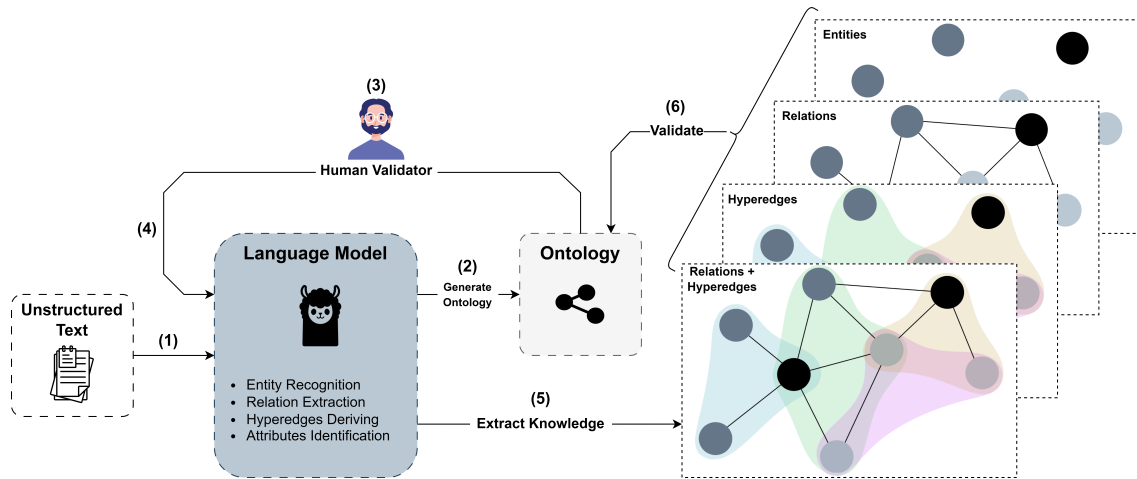 Unstructured
Text
(1)
Language Model
• Entity Recognition
• Relation Extraction
• Hyperedges Deriving
• Attributes Identification
(2)
Generate
Ontology
Ontology
(3)
Human Validator
(4)
(5)
Extract Knowledge
(6)
Validate
Entities
Relations
Hyperedges
Relations +
Hyperedges